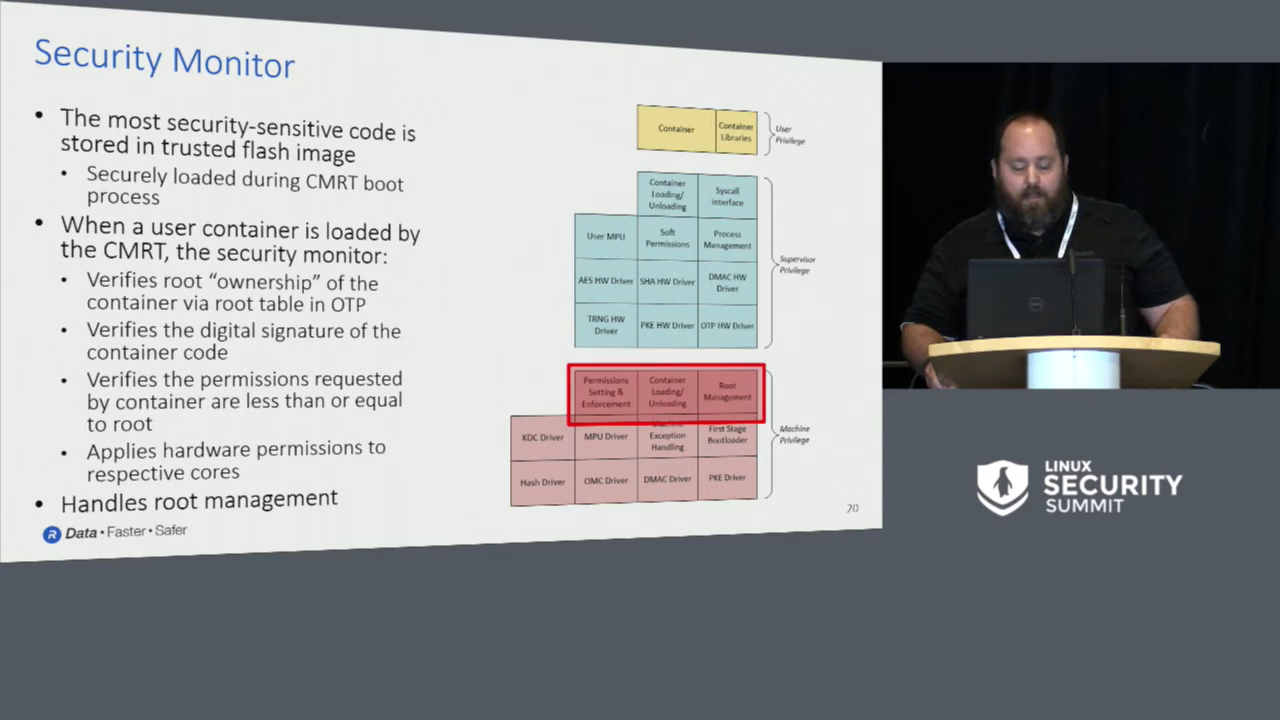 Security Monitor
• The most security-sensitive code is
stored in trusted flash image
• Securely loaded during CMRT boot
process
• When a user container is loaded by
the CMRT, the security monitor:
• Verifies root “ownership” of the
container via root table in OTP
• Verifies the digital signature of the
container code
• Verifies the permissions requested
by container are less than or equal
to root
• Applies hardware permissions to
respective cores
• Handles root management
R Data • Faster • Safer
Container
Container
Libraries
User
Privilege
Container
Loading/
Unloading
Syscall
interface
User MPU
Soft
Permissions
Process
Management
AES HW Driver
SHA HW Driver
DMAC HW
Driver
TRNG HW
Driver
PKE HW Driver
OTP HW Driver
Supervisor
Privilege
Permissions
Setting &
Enforcement
Container
Loading/
Unloading
Root
Management
KDC Driver
MPU Driver
Machine
Exception
Handling
First Stage
Bootloader
Hash Driver
OMC Driver
DMAC Driver
PKE Driver
Machine
Privilege
20
LINUX
SECURITY
SUMMIT